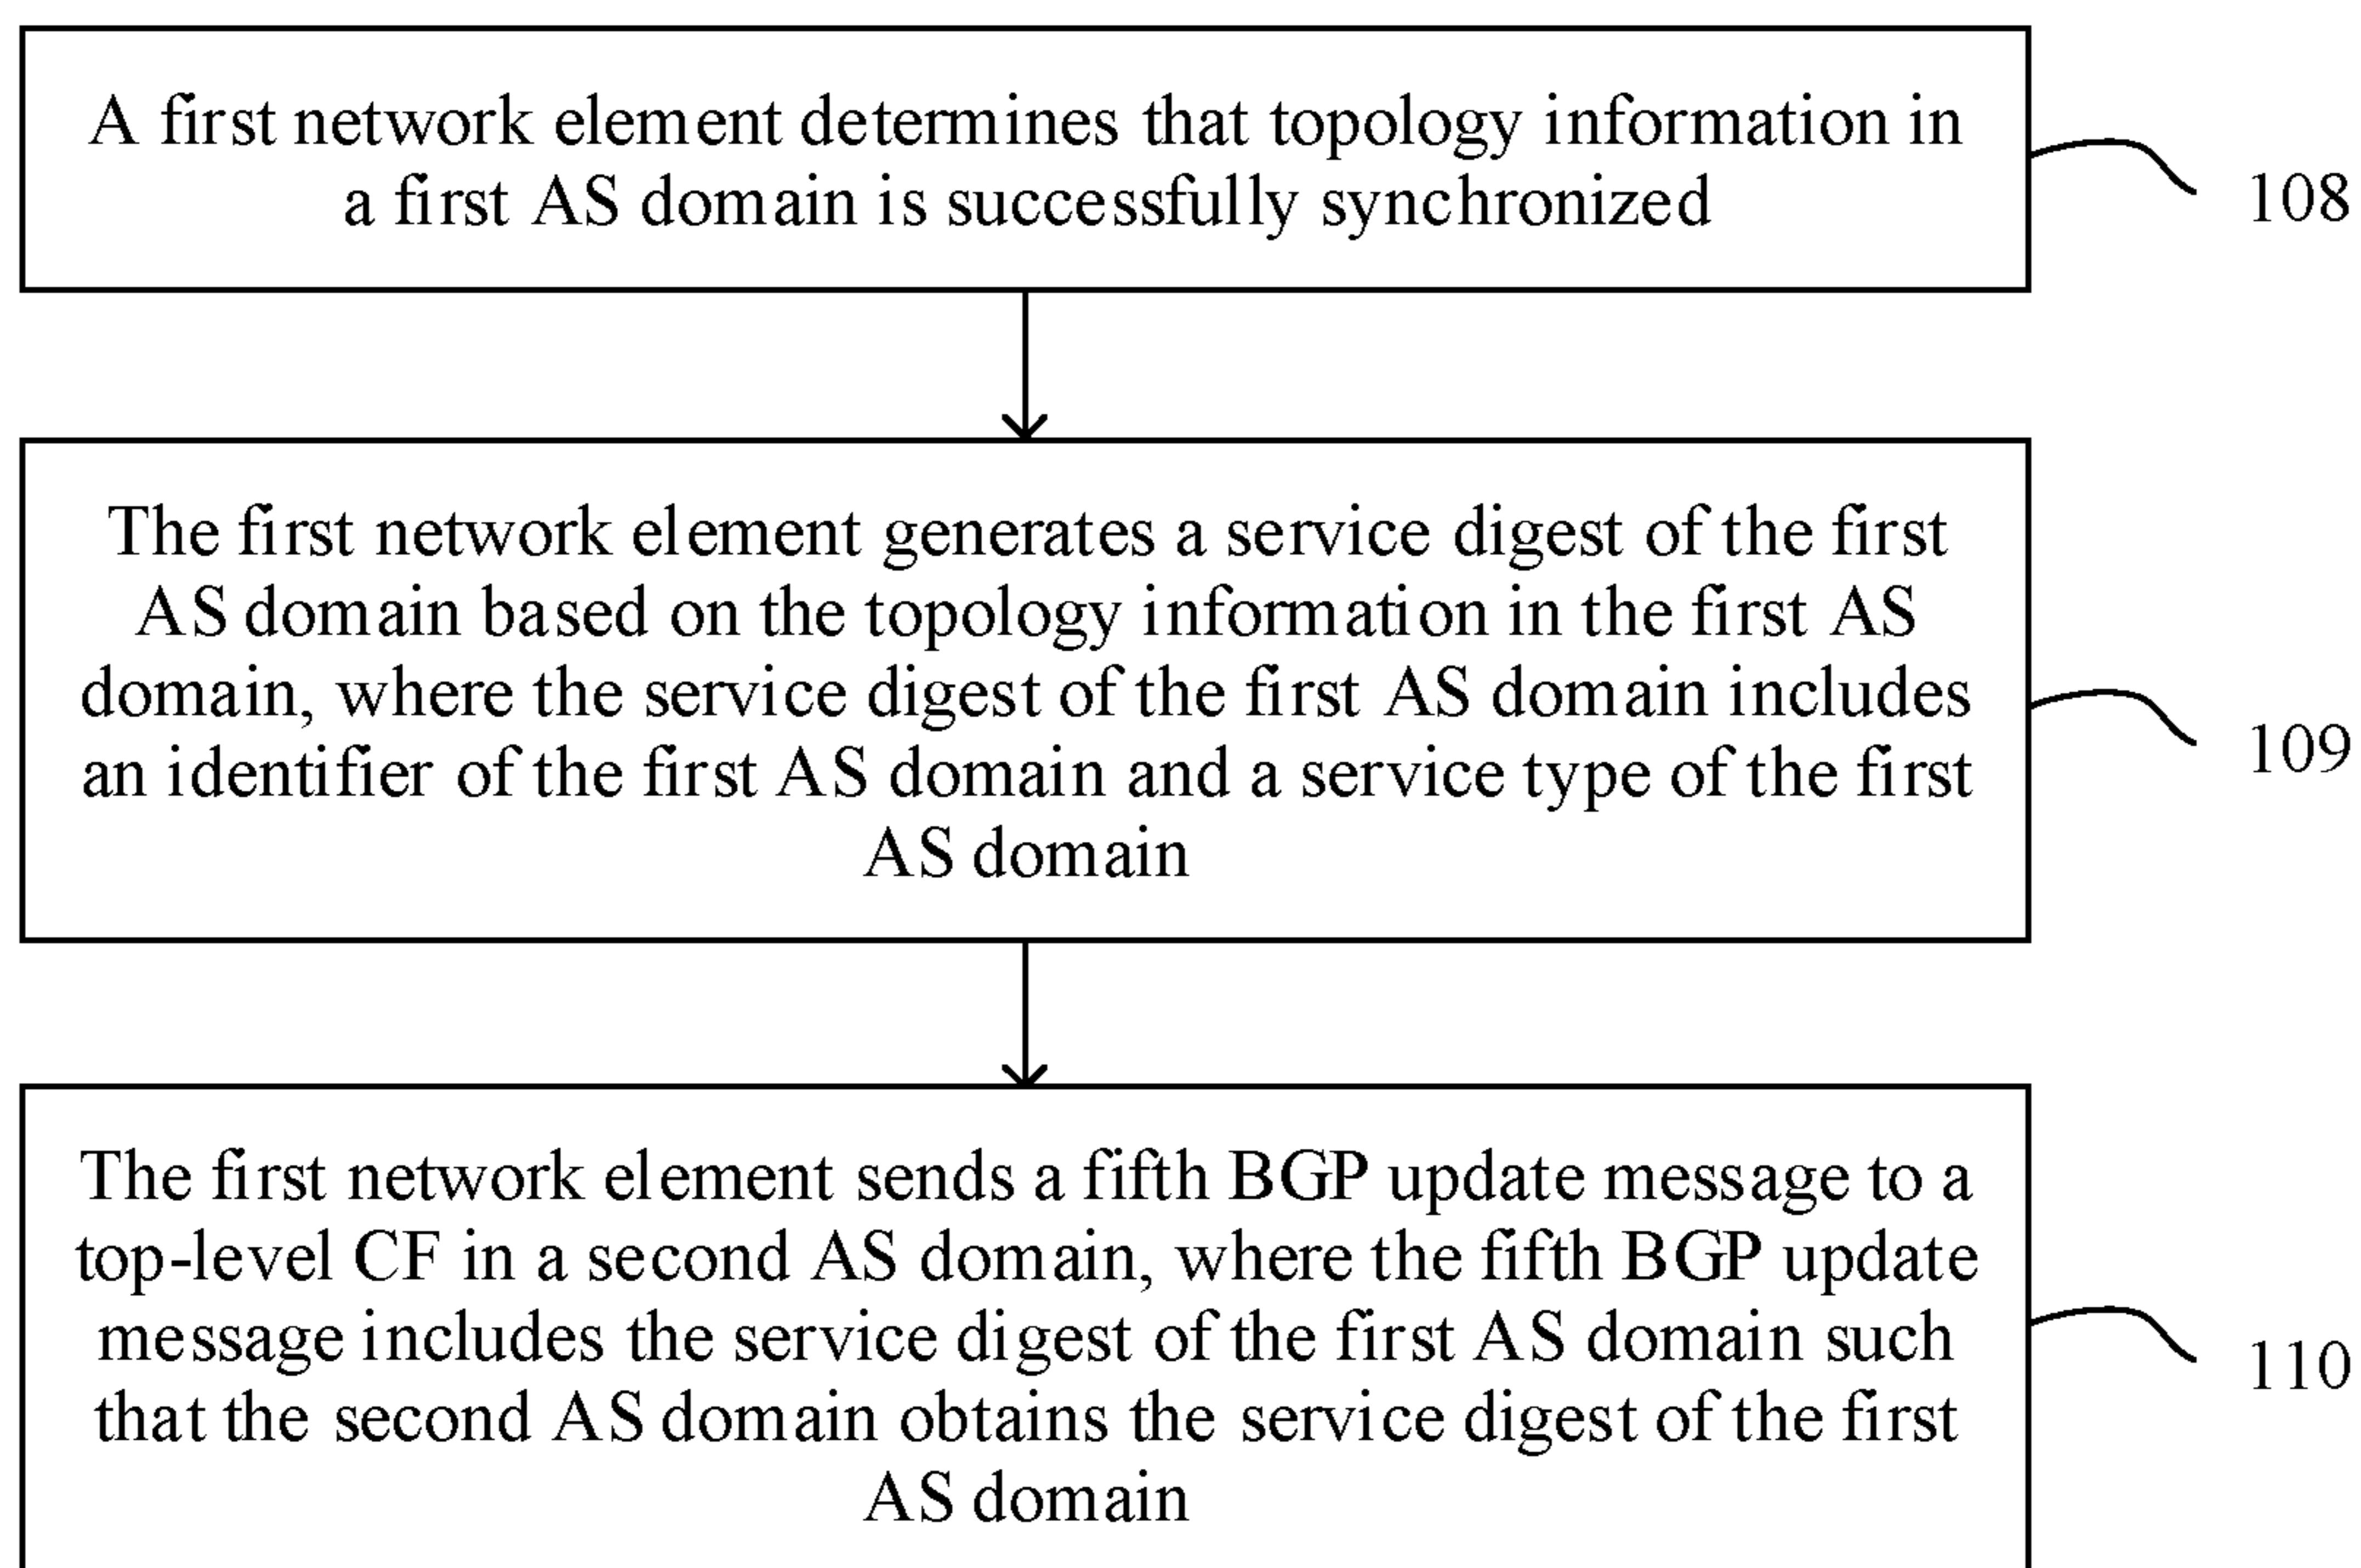 A first network element determines that topology information in
a first AS domain is successfully synchronized
108
The first network element generates a service digest of the first
AS domain based on the topology information in the first AS
domain, where the service digest of the first AS domain includes
an identifier of the first AS domain and a service type of the first
AS domain
109
The first network element sends a fifth BGP update message to a
top-level CF in a second AS domain, where the fifth BGP update
message includes the service digest of the first AS domain such
that the second AS domain obtains the service digest of the first
AS domain
110